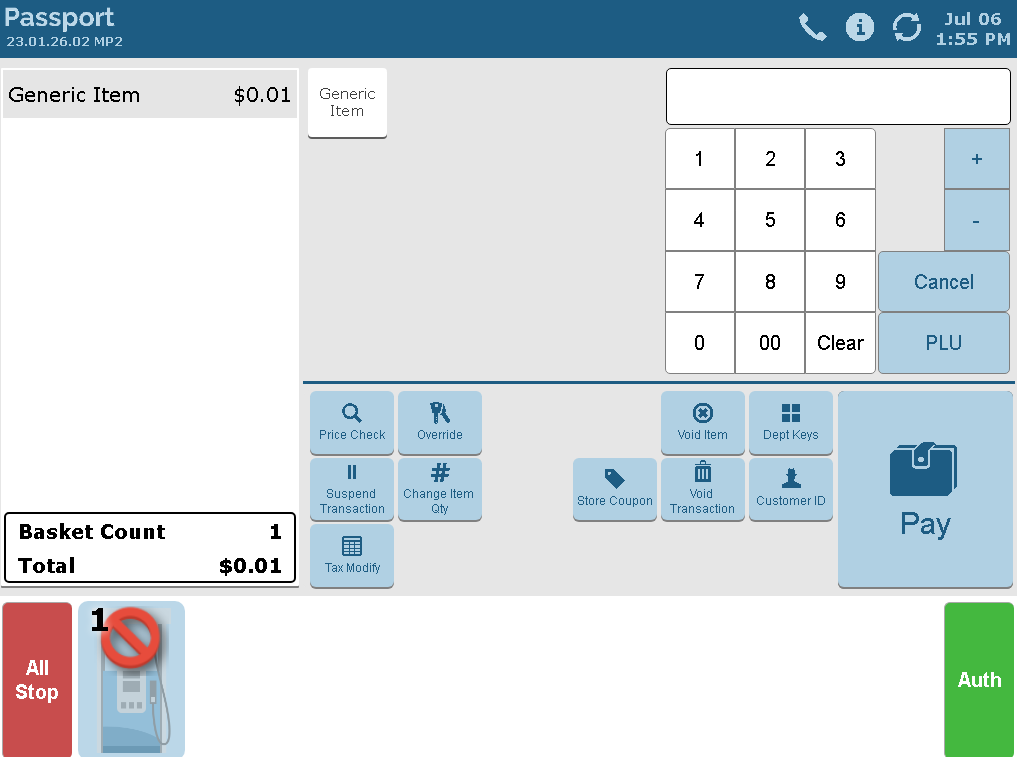 Passport
23.01.26.02 MP2
Jul 06
1:55 PM
Generic Item $0.01
Generic
Item
1 2 3 +
4 5 6 -
7 8 9 Cancel
0 00 Clear PLU
Price Check
Override
Void Item
Dept Keys
Suspend
Transaction
Change Item
Qty
Store Coupon
Void
Transaction
Customer ID
Tax Modify
Pay
Basket Count 1
Total $0.01
All
Stop
1
Auth